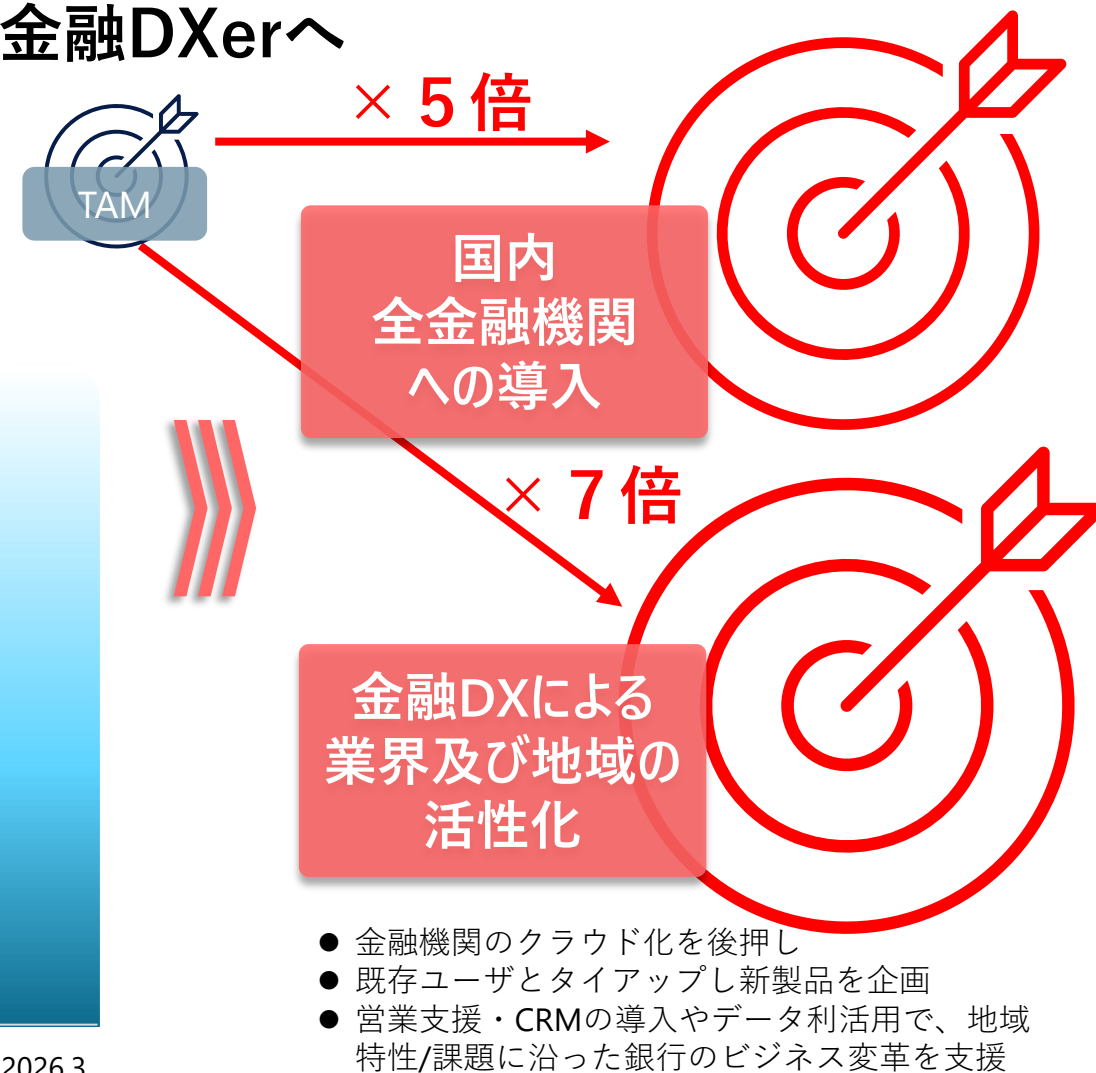 金融DXerへ
× 5倍
TAM
国内
全金融機関
への導入
× 7倍
金融DXによる
業界及び地域の
活性化
● 金融機関のクラウド化を後押し
● 既存ユーザとタイアップし新製品を企画
● 営業支援・CRMの導入やデータ利活用で、地域
特性/課題に沿った銀行のビジネス変革を支援
2026.3